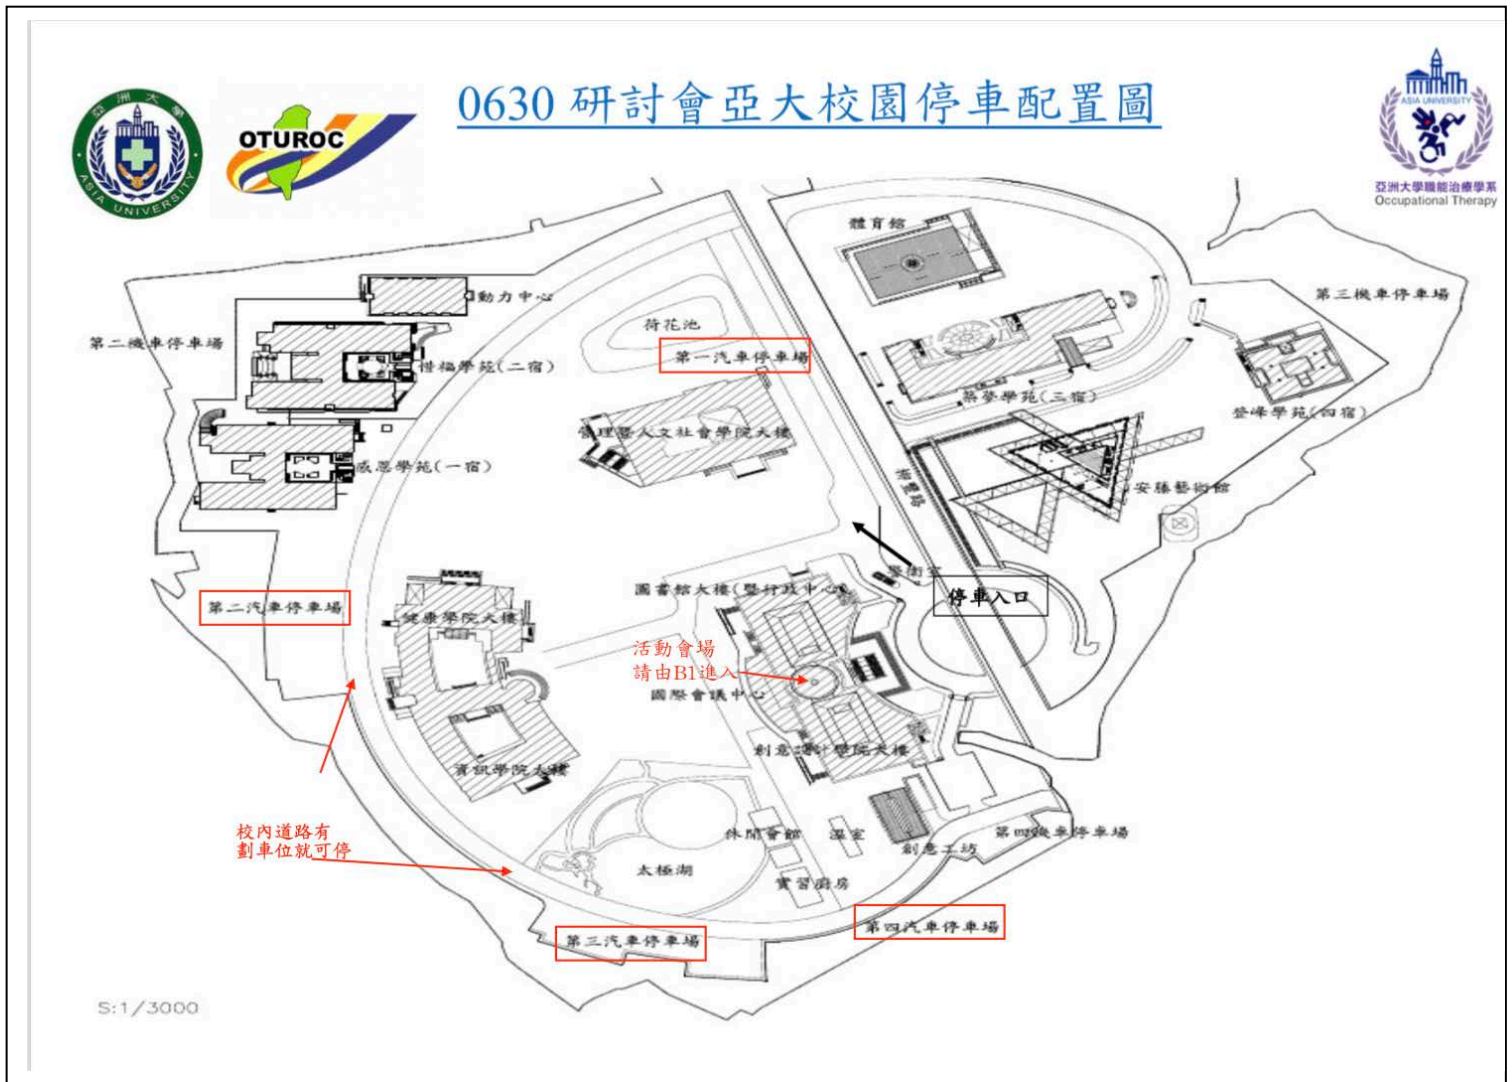 0630 研討會亞大校園停車配置圖
亞洲大學
ASIA UNIVERSITY
OTUROC
ASIA UNIVERSITY
亞洲大學職能治療學系
Occupational Therapy
體育館
第三機車停車場
動力中心
荷花池
第二機車停車場
第一汽車停車場
惜福學苑(二宿)
築夢學苑(三宿)
登峰學苑(四宿)
管理暨人文社會學院大樓
感恩學苑(一宿)
柳豐路
安藤藝術館
警衛室
圖書館大樓(暨行政中心)
停車入口
第二汽車停車場
健康學院大樓
活動會場
請由B1進入
國際會議中心
創意設計學院大樓
資訊學院大樓
校內道路有
劃車位就可停
休閒會館
溫室
創意工坊
第四機車停車場
太極湖
實習廚房
第四汽車停車場
第三汽車停車場
S:1/3000